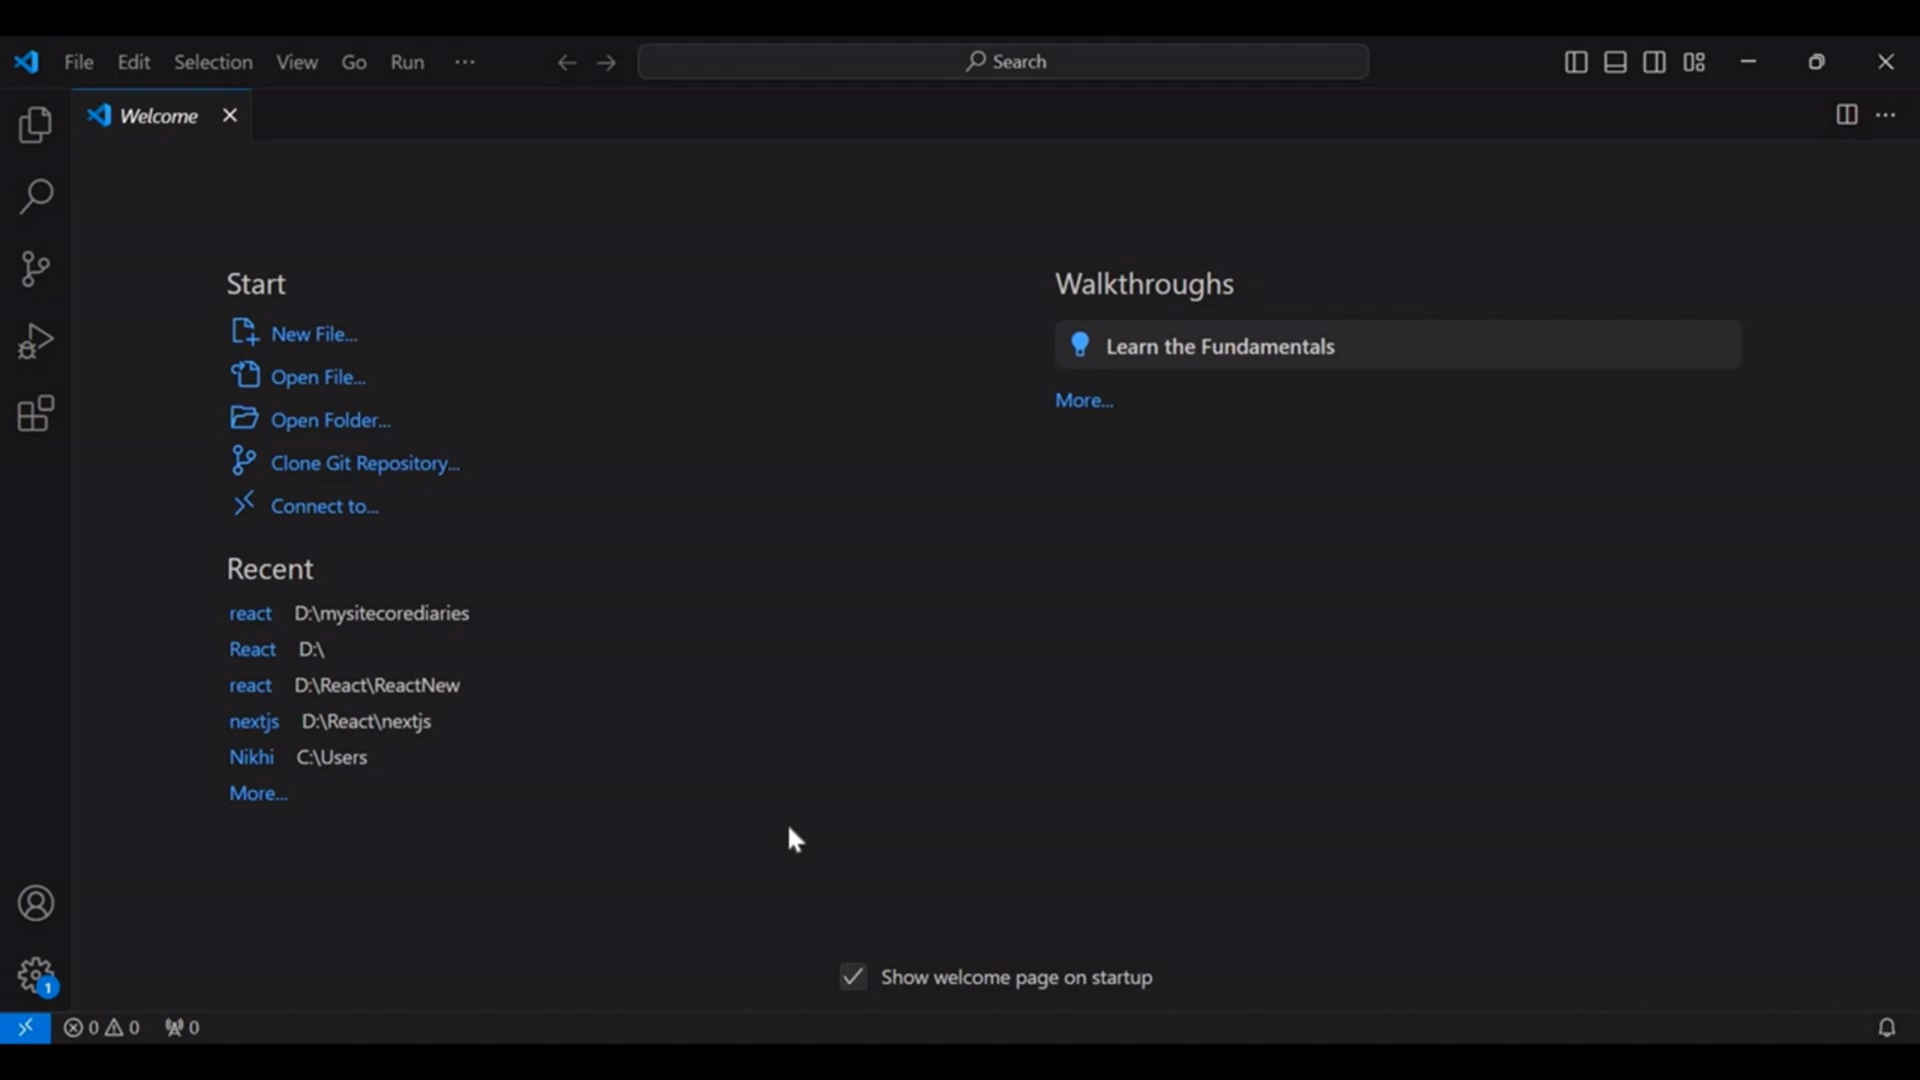 File Edit Selection View Go Run ···
Search
Welcome
Start
New File...
Open File...
Open Folder...
Clone Git Repository...
Connect to...
Recent
react D:\mysitecorediaries
React D:\
react D:\React\ReactNew
nextjs D:\React\nextjs
Nikhi C:\Users
More...
Walkthroughs
Learn the Fundamentals
More...
Show welcome page on startup
1
0 0 0